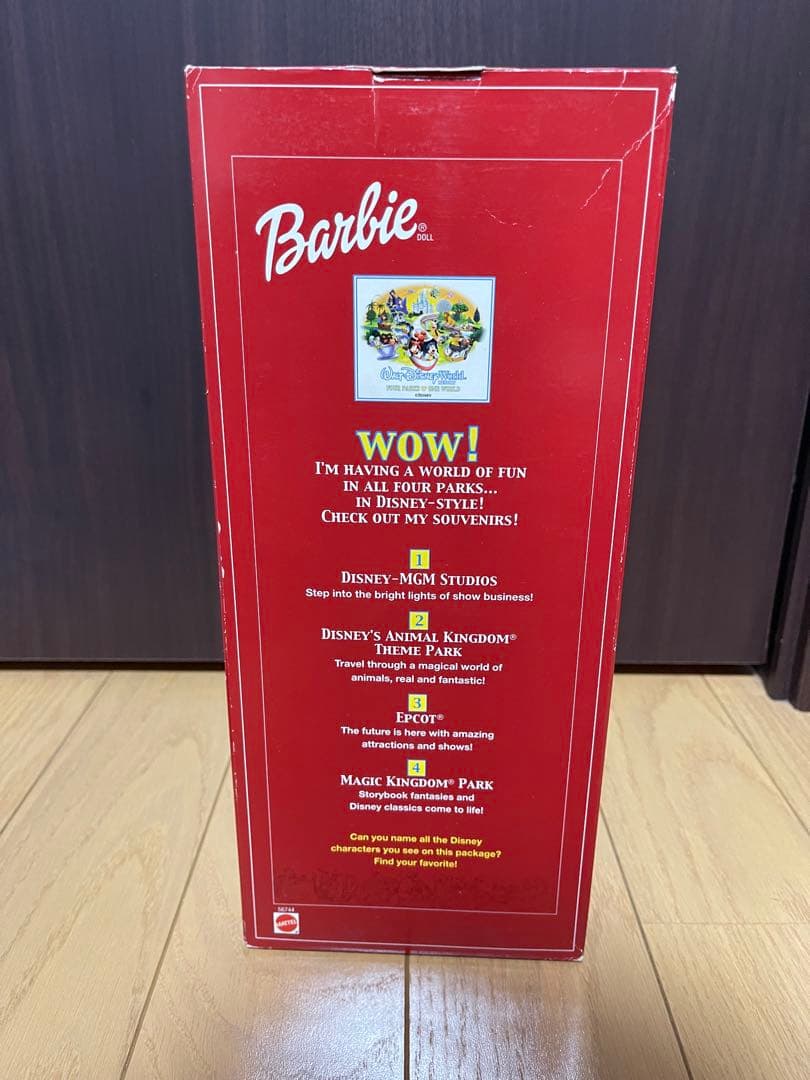 Barbie®
DOLL
Walt Disney World
RESORT
FOUR PARKS ONE WORLD
©DISNEY
WOW!
I'M HAVING A WORLD OF FUN
IN ALL FOUR PARKS...
IN DISNEY-STYLE!
CHECK OUT MY SOUVENIRS!
1
DISNEY-MGM STUDIOS
Step into the bright lights of show business!
2
DISNEY'S ANIMAL KINGDOM®
THEME PARK
Travel through a magical world of
animals, real and fantastic!
3
EPCOT®
The future is here with amazing
attractions and shows!
4
MAGIC KINGDOM® PARK
Storybook fantasies and
Disney classics come to life!
Can you name all the Disney
characters you see on this package?
Find your favorite!
56744
MATTEL